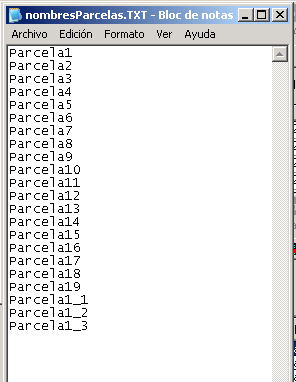 nombresParcelas.TXT - Bloc de notas
Archivo Edición Formato Ver Ayuda
Parcela1
Parcela2
Parcela3
Parcela4
Parcela5
Parcela6
Parcela7
Parcela8
Parcela9
Parcela10
Parcela11
Parcela12
Parcela13
Parcela14
Parcela15
Parcela16
Parcela17
Parcela18
Parcela19
Parcela1_1
Parcela1_2
Parcela1_3